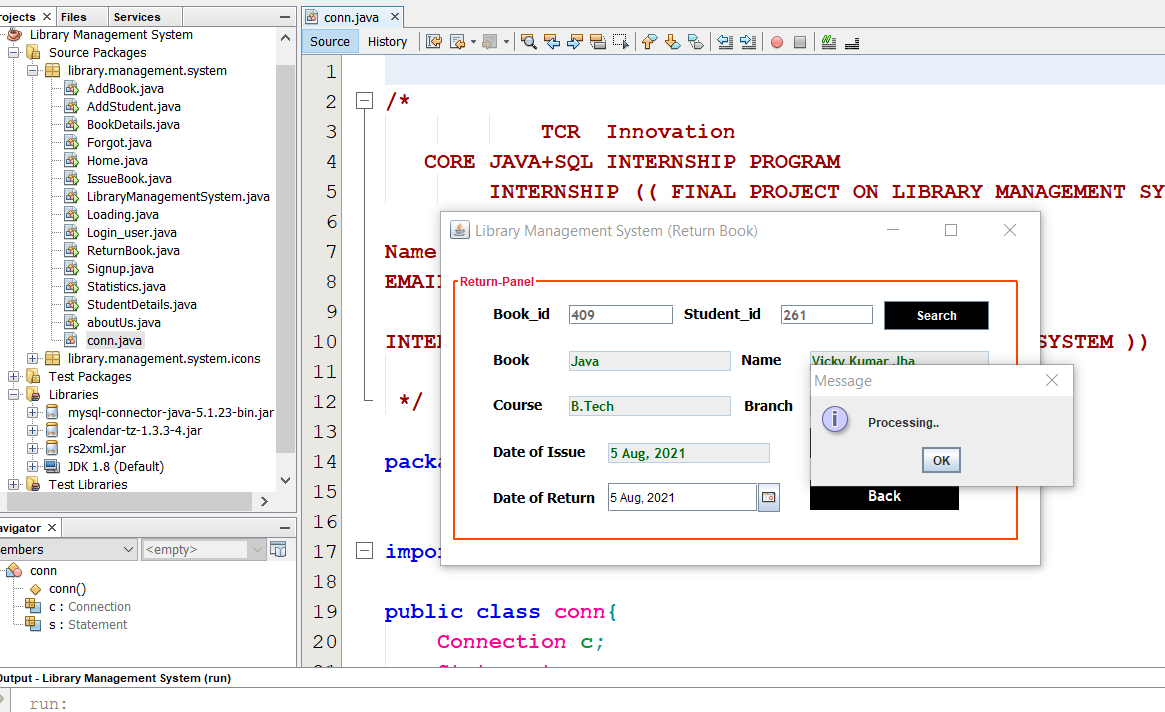 rojects
Files
Services
Library Management System
Source Packages
library.management.system
AddBook.java
AddStudent.java
BookDetails.java
Forgot.java
Home.java
IssueBook.java
LibraryManagementSystem.java
Loading.java
Login_user.java
ReturnBook.java
Signup.java
Statistics.java
StudentDetails.java
aboutUs.java
conn.java
library.management.system.icons
Test Packages
Libraries
mysql-connector-java-5.1.23-bin.jar
jcalendar-tz-1.3.3-4.jar
rs2xml.jar
JDK 1.8 (Default)
Test Libraries
avigator
embers
<empty>
conn
conn()
c : Connection
s : Statement
conn.java
Source History
1
2 /*
3 TCR Innovation
4 CORE JAVA+SQL INTERNSHIP PROGRAM
5 INTERNSHIP (( FINAL PROJECT ON LIBRARY MANAGEMENT SY
6
7 Name
8 EMAI
9
10 INTE SYSTEM ))
11
12 */
13
14 packa
15
16
17 impo
18
19 public class conn{
20 Connection c;
Library Management System (Return Book)
Return-Panel
Book_id 409 Student_id 261 Search
Book Java Name Vicky Kumar Jha
Course B.Tech Branch
Date of Issue 5 Aug, 2021
Date of Return 5 Aug, 2021
Back
Message
Processing..
OK
utput - Library Management System (run)
run: